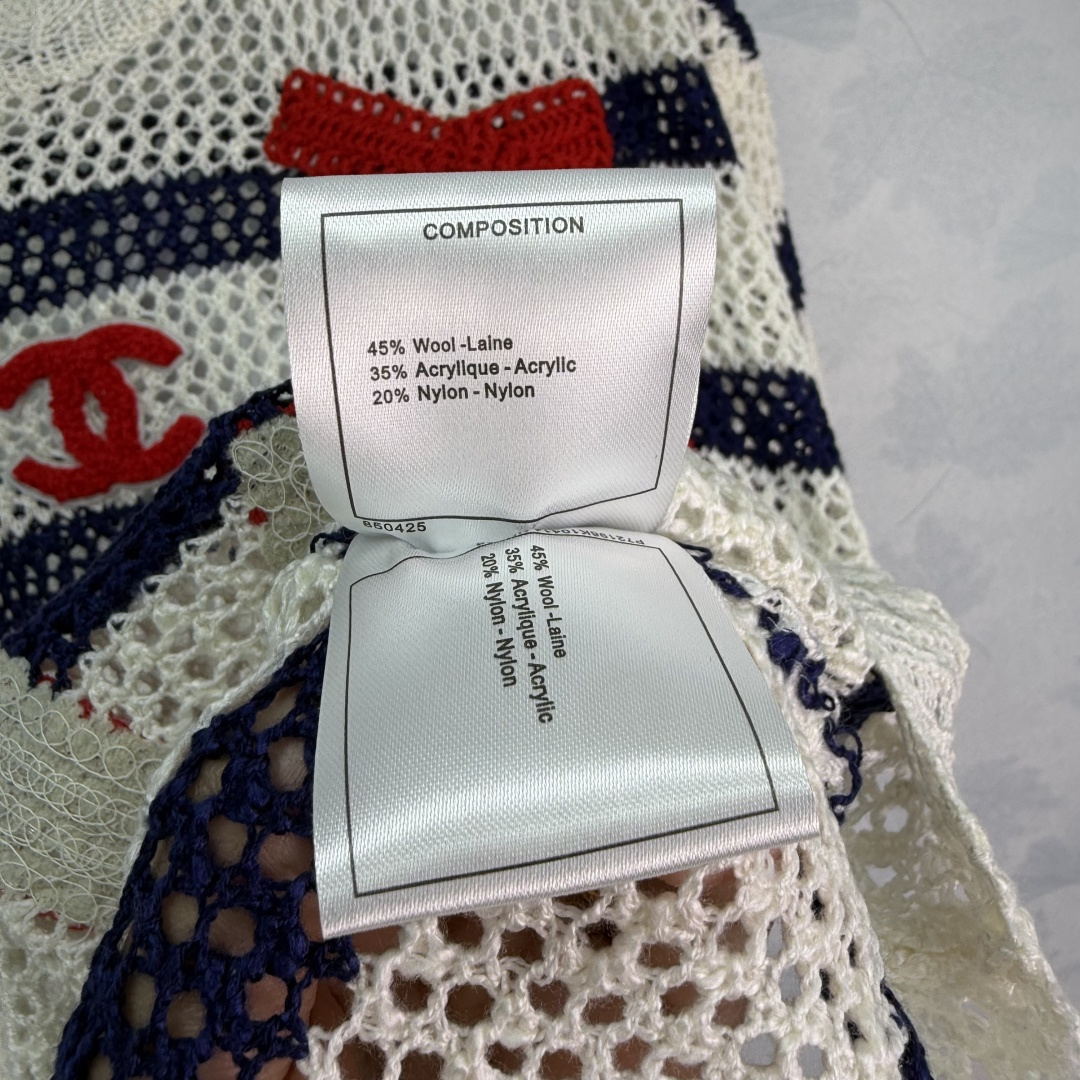 COMPOSITION
45% Wool -Laine
35% Acrylique - Acrylic
20% Nylon - Nylon
650425
45% Wool -Laine
35% Acrylique - Acrylic
20% Nylon - Nylon